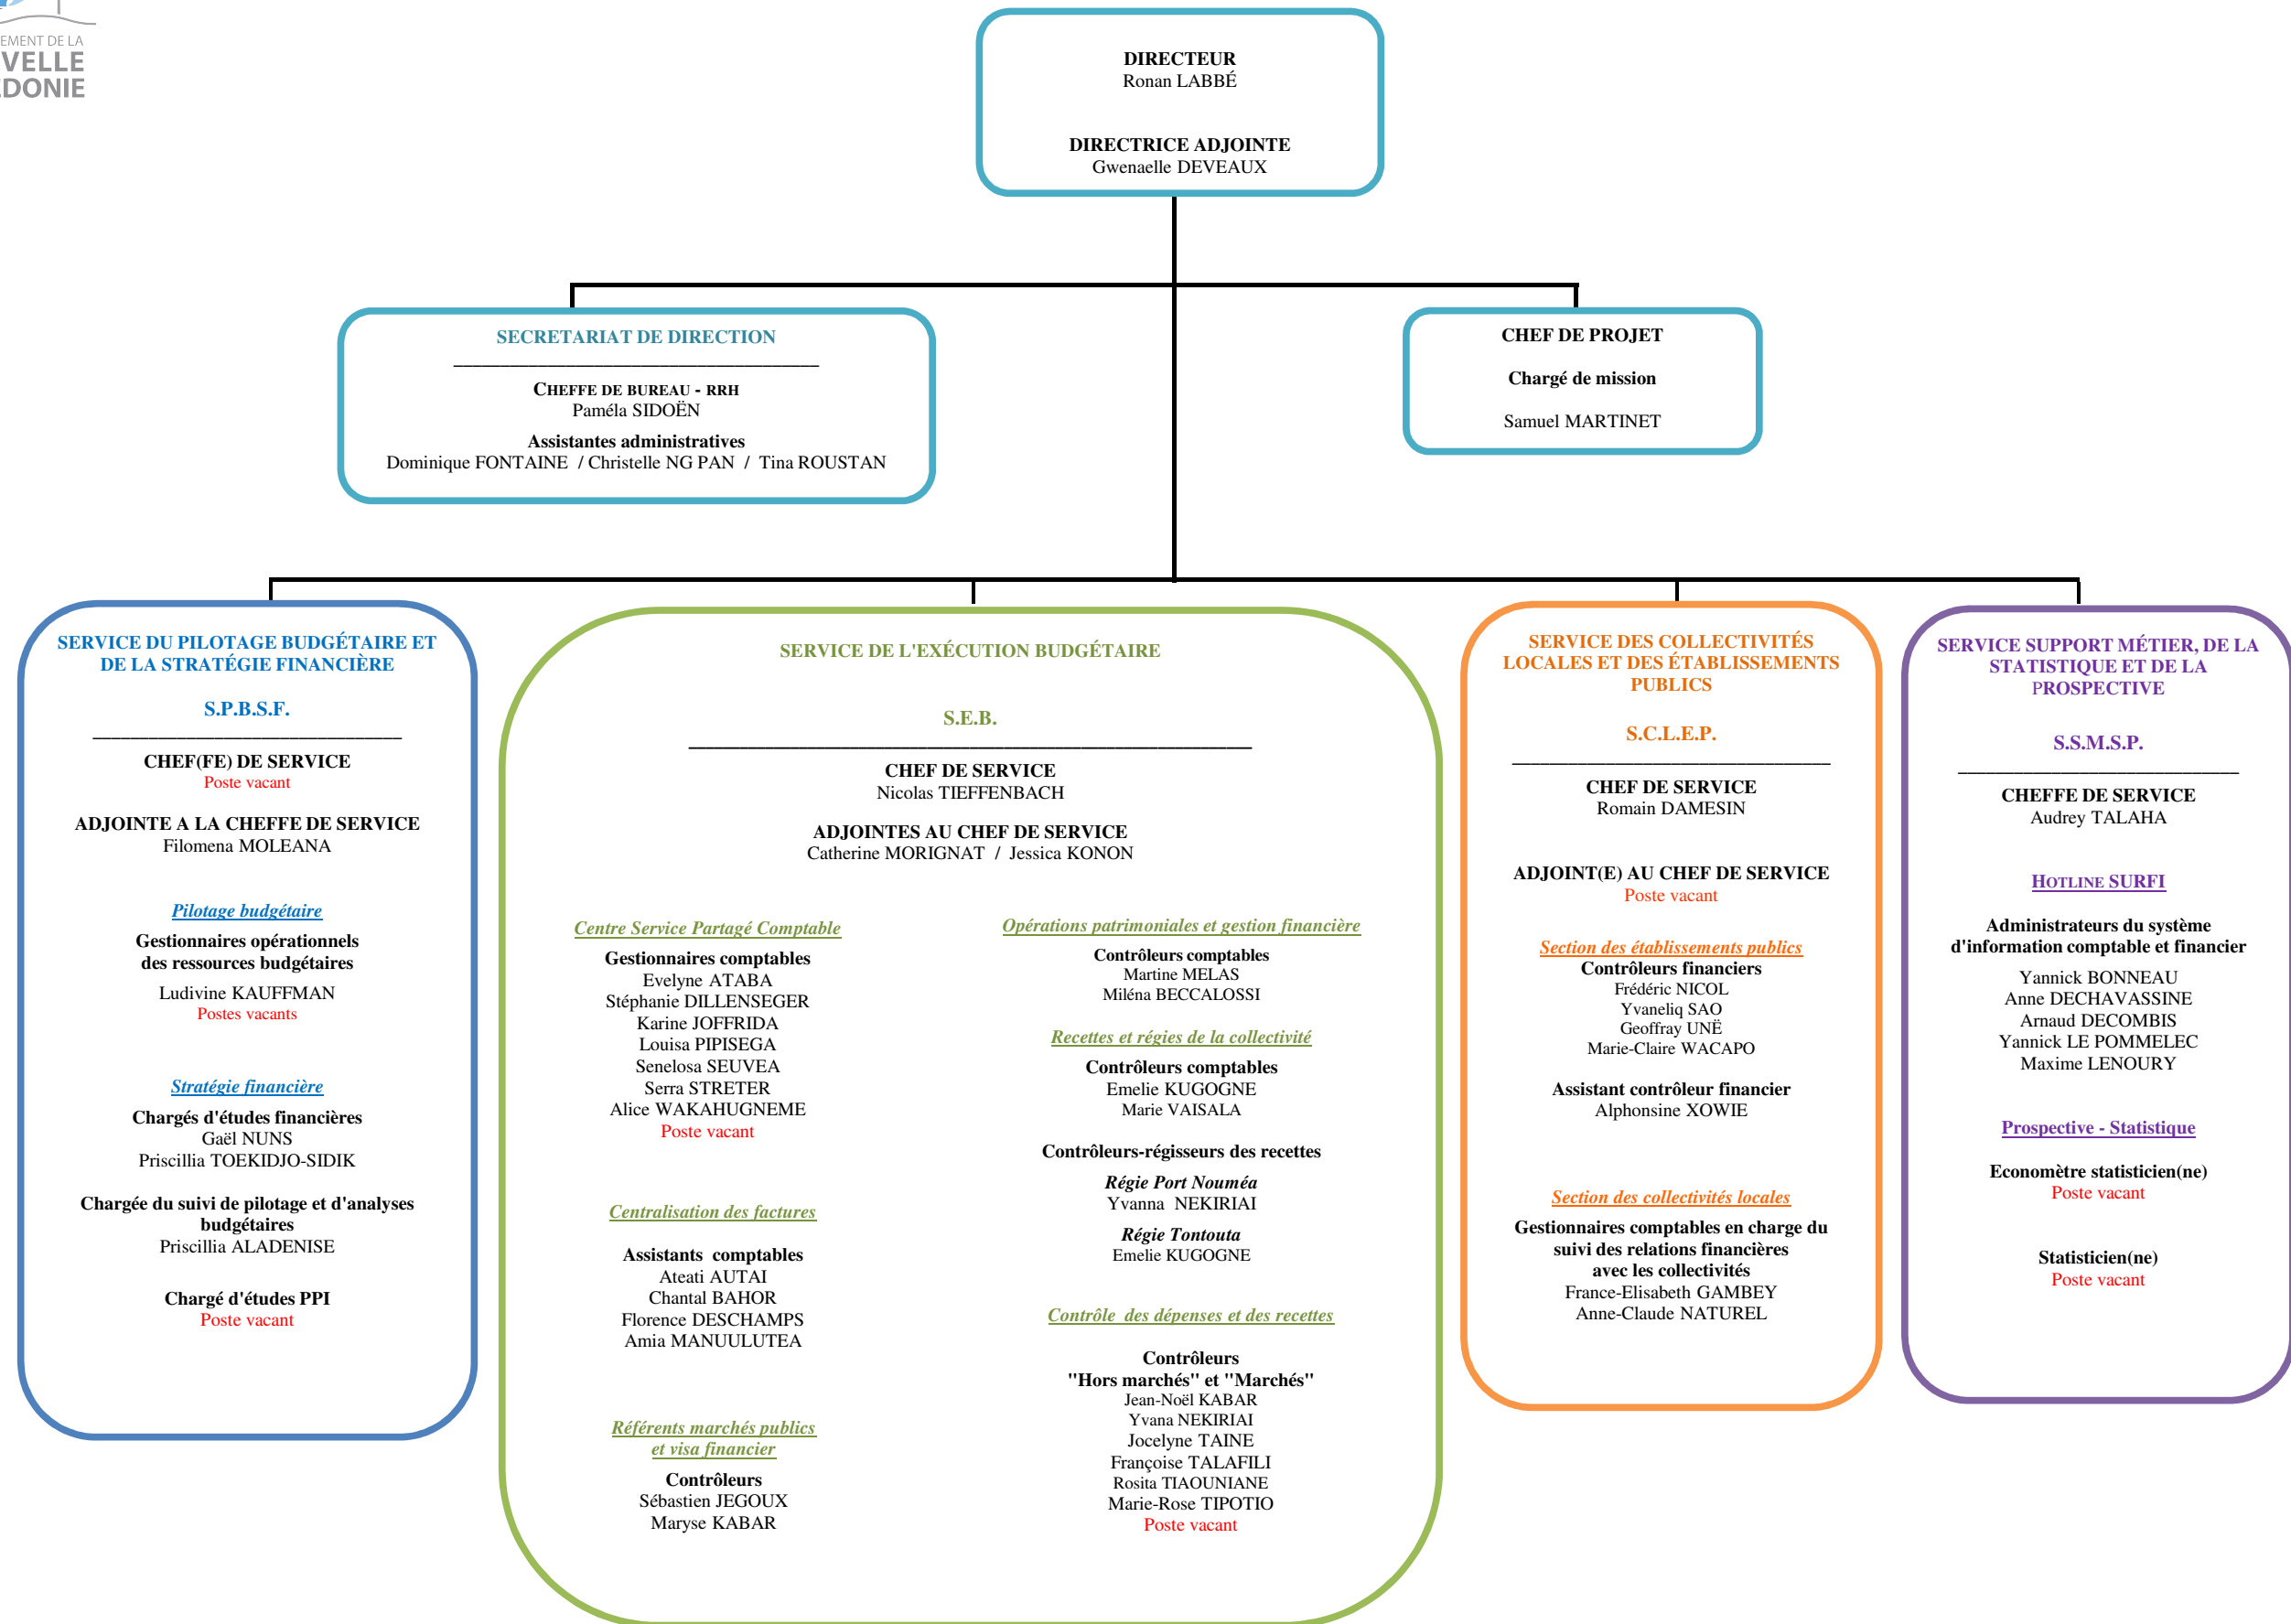 EMENT DE LA
VELLE
DONIE
DIRECTEUR
Ronan LABBÉ
DIRECTRICE ADJOINTE
Gwenaelle DEVEAUX
SECRETARIAT DE DIRECTION
CHEFFE DE BUREAU - RRH
Paméla SIDOËN
Assistantes administratives
Dominique FONTAINE / Christelle NG PAN / Tina ROUSTAN
CHEF DE PROJET
Chargé de mission
Samuel MARTINET
SERVICE DU PILOTAGE BUDGÉTAIRE ET
DE LA STRATÉGIE FINANCIÈRE
S.P.B.S.F.
CHEF(FE) DE SERVICE
Poste vacant
ADJOINTE A LA CHEFFE DE SERVICE
Filomena MOLEANA
Pilotage budgétaire
Gestionnaires opérationnels
des ressources budgétaires
Ludivine KAUFFMAN
Postes vacants
Stratégie financière
Chargés d'études financières
Gaël NUNS
Priscillia TOEKIDJO-SIDIK
Chargée du suivi de pilotage et d'analyses
budgétaires
Priscillia ALADENISE
Chargé d'études PPI
Poste vacant
SERVICE DE L'EXÉCUTION BUDGÉTAIRE
S.E.B.
CHEF DE SERVICE
Nicolas TIEFFENBACH
ADJOINTES AU CHEF DE SERVICE
Catherine MORIGNAT / Jessica KONON
Centre Service Partagé Comptable
Gestionnaires comptables
Evelyne ATABA
Stéphanie DILLENSEGER
Karine JOFFRIDA
Louisa PIPISEGA
Senelosa SEUVEA
Serra STRETER
Alice WAKAHUGNEME
Poste vacant
Centralisation des factures
Assistants comptables
Ateati AUTAI
Chantal BAHOR
Florence DESCHAMPS
Amia MANUULUTEA
Référents marchés publics
et visa financier
Contrôleurs
Sébastien JEGOUX
Maryse KABAR
Opérations patrimoniales et gestion financière
Contrôleurs comptables
Martine MELAS
Miléna BECCALOSSI
Recettes et régies de la collectivité
Contrôleurs comptables
Emelie KUGOGNE
Marie VAISALA
Contrôleurs-régisseurs des recettes
Régie Port Nouméa
Yvanna NEKIRIAI
Régie Tontouta
Emelie KUGOGNE
Contrôle des dépenses et des recettes
Contrôleurs
"Hors marchés" et "Marchés"
Jean-Noël KABAR
Yvana NEKIRIAI
Jocelyne TAINE
Françoise TALAFILI
Rosita TIAOUNIANE
Marie-Rose TIPOTIO
Poste vacant
SERVICE DES COLLECTIVITÉS
LOCALES ET DES ÉTABLISSEMENTS
PUBLICS
S.C.L.E.P.
CHEF DE SERVICE
Romain DAMESIN
ADJOINT(E) AU CHEF DE SERVICE
Poste vacant
Section des établissements publics
Contrôleurs financiers
Frédéric NICOL
Yvaneliq SAO
Geoffray UNË
Marie-Claire WACAPO
Assistant contrôleur financier
Alphonsine XOWIE
Section des collectivités locales
Gestionnaires comptables en charge du
suivi des relations financières
avec les collectivités
France-Elisabeth GAMBEY
Anne-Claude NATUREL
SERVICE SUPPORT MÉTIER, DE LA
STATISTIQUE ET DE LA
PROSPECTIVE
S.S.M.S.P.
CHEFFE DE SERVICE
Audrey TALAHA
HOTLINE SURFI
Administrateurs du système
d'information comptable et financier
Yannick BONNEAU
Anne DECHAVASSINE
Arnaud DECOMBIS
Yannick LE POMMELEC
Maxime LENOURY
Prospective - Statistique
Economètre statisticien(ne)
Poste vacant
Statisticien(ne)
Poste vacant